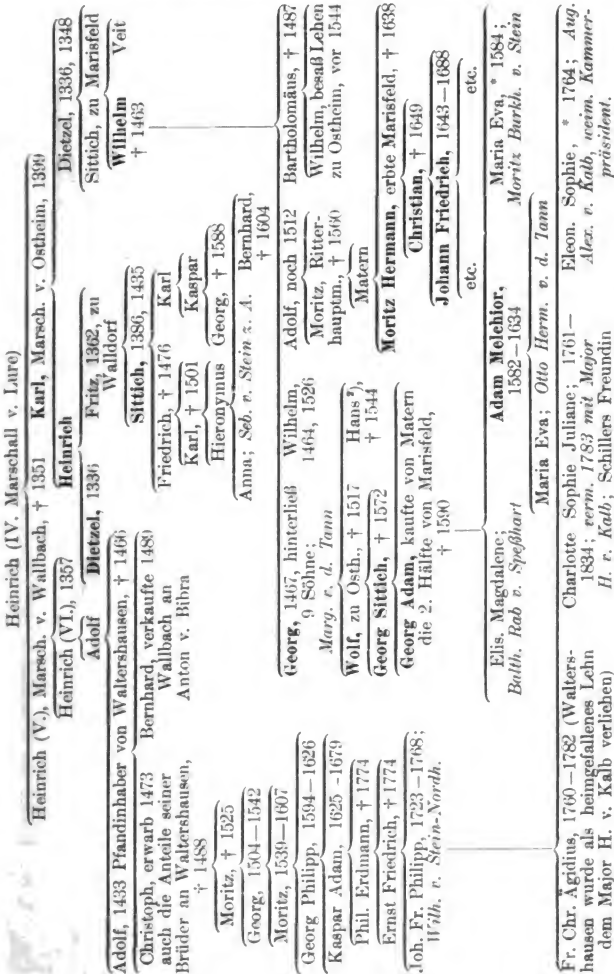 Heinrich (IV. Marschall v. Lure)
Heinrich (V.), Marsch. v. Wallbach, † 1351 Karl, Marsch. v. Ostheim, 1399
Heinrich (VI.), 1357 Heinrich Dietzel, 1336, 1348
Adolf Dietzel, 1336 Fritz, 1362, zu Walldorf Sittich, zu Marisfeld
Wilhelm † 1463 Veit
Sittich, 1386, 1435
Friedrich, † 1476 Karl
Karl, † 1501 Kaspar
Hieronymus Georg, † 1588
Anna; Seb. v. Stein z. A. Bernhard, † 1604
Adolf, 1433 Pfandinhaber von Waltershausen, † 1466
Christoph, erwarb 1473
auch die Anteile seiner
Brüder an Waltershausen,
† 1488
Bernhard, verkaufte 1489
Wallbach an
Anton v. Bibra
Moritz, † 1525
Georg, 1504–1542
Moritz, 1539–1607
Georg Philipp, 1594–1626
Kaspar Adam, 1625–1679
Phil. Erdmann, † 1774
Ernst Friedrich, † 1774
Joh. Fr. Philipp, 1723–1768;
Wilh. v. Stein-Nordh.
Georg, 1467, hinterließ
9 Söhne;
Marg. v. d. Tann
Wilhelm,
1464, 1526
Adolf, noch 1512
Bartholomäus, † 1487
Wolf, zu Osth., † 1517
Hans ²),
† 1544
Moritz, Ritter-
hauptm., † 1560
Wilhelm, besaß Lehen
zu Ostheim, vor 1544
Georg Sittich, † 1572
Matern
Georg Adam, kaufte von Matern
die 2. Hälfte von Marisfeld,
† 1590
Moritz Hermann, erbte Marisfeld, † 1638
Christian, † 1649
Johann Friedrich, 1643–1688
etc. etc.
Elis. Magdalene;
Balth. Rab v. Speßhart
Adam Melchior,
1582–1634
Maria Eva, * 1584;
Moritz Burkh. v. Stein
Maria Eva; Otto Herm. v. d. Tann
Fr. Chr. Ägidius, 1760–1782 (Walters-
hausen wurde als heimgefallenes Lehn
dem Major H. v. Kalb verliehen)
Charlotte Sophie Juliane; 1761–
1834; verm. 1783 mit Major
H. v. Kalb; Schillers Freundin
Eleon. Sophie, * 1764; Aug.
Alex. v. Kalb, weim. Kammer-
präsident.